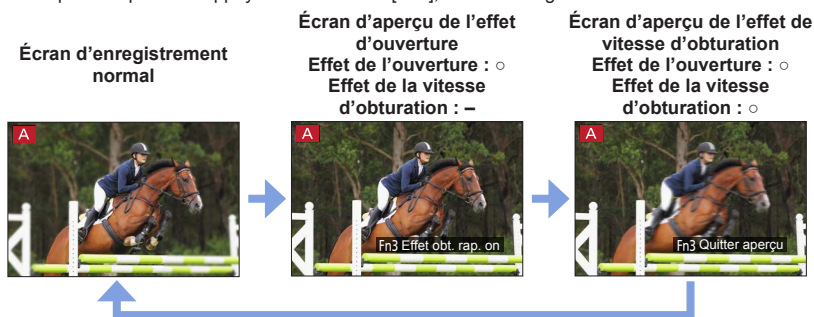 Écran d'enregistrement
normal
Écran d'aperçu de l'effet
d'ouverture
Effet de l'ouverture : ○
Effet de la vitesse
d'obturation : –
Écran d'aperçu de l'effet de
vitesse d'obturation
Effet de l'ouverture : ○
Effet de la vitesse
d'obturation : ○
A
A
Fn3 Effet obt. rap. on
A
Fn3 Quitter aperçu